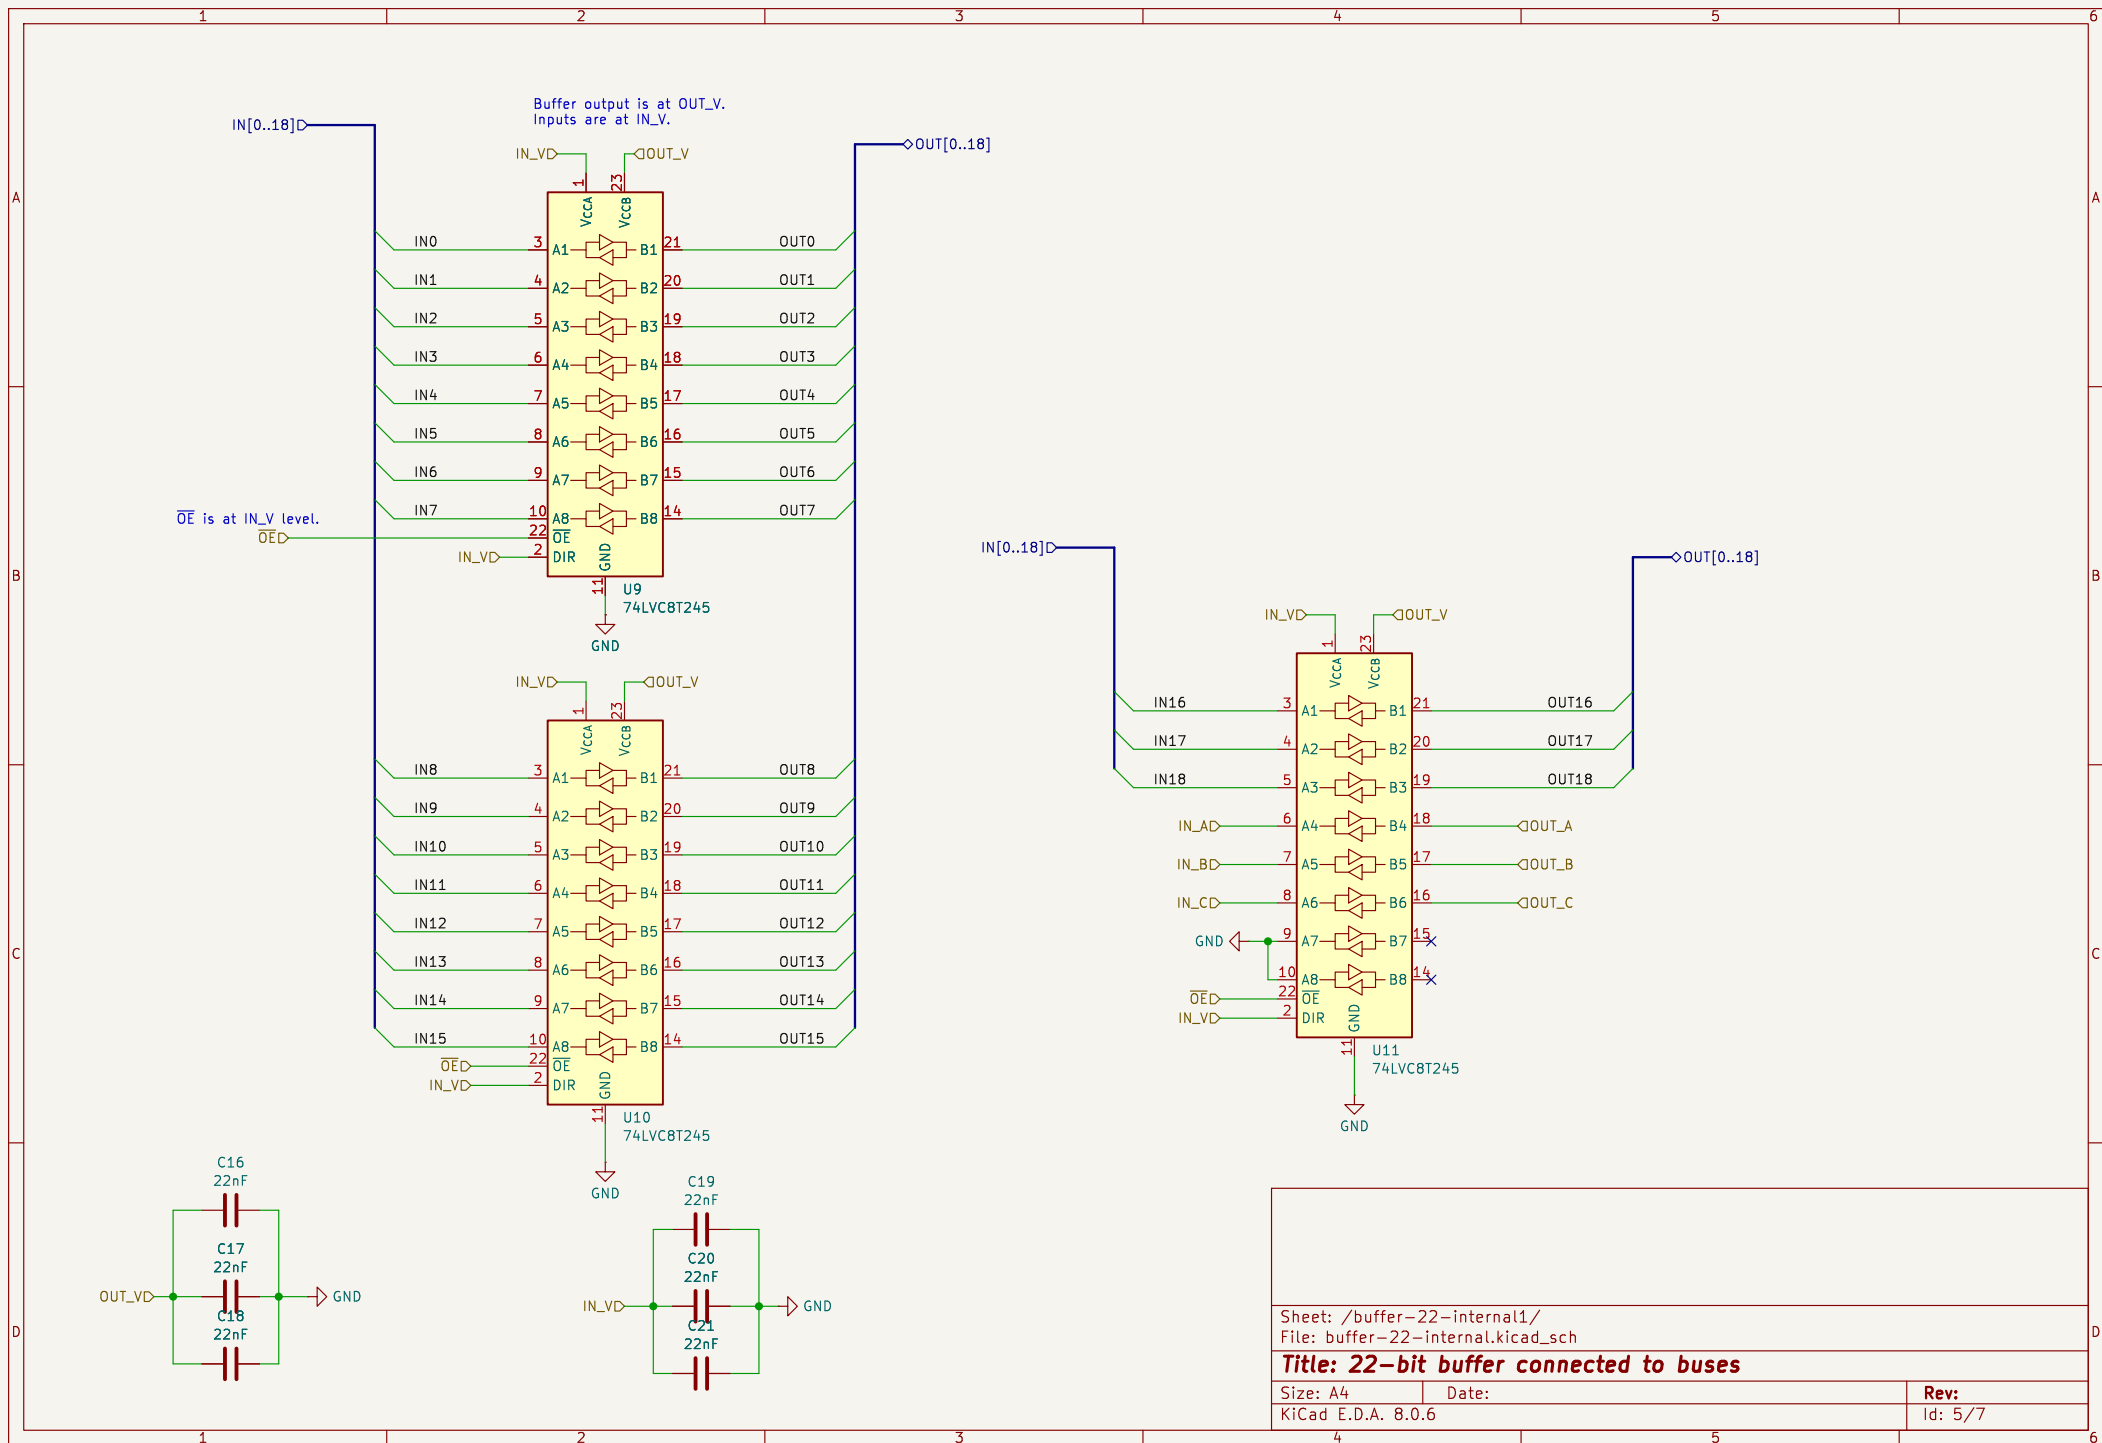 1 2 3 4 5 6
Buffer output is at OUT_V.
Inputs are at IN_V.
IN[0..18]
OUT[0..18]
IN_V
OUT_V
1
23
VCCA
VCCB
A
A
IN0 3 A1 B1 21 OUT0
IN1 4 A2 B2 20 OUT1
IN2 5 A3 B3 19 OUT2
IN3 6 A4 B4 18 OUT3
IN4 7 A5 B5 17 OUT4
IN5 8 A6 B6 16 OUT5
IN6 9 A7 B7 15 OUT6
IN7 10 A8 B8 14 OUT7
OE is at IN_V level.
OE 22 OE
IN_V 2 DIR
GND
11
U9
74LVC8T245
GND
B
B
IN_V
OUT_V
1
23
VCCA
VCCB
IN8 3 A1 B1 21 OUT8
IN9 4 A2 B2 20 OUT9
IN10 5 A3 B3 19 OUT10
IN11 6 A4 B4 18 OUT11
IN12 7 A5 B5 17 OUT12
IN13 8 A6 B6 16 OUT13
IN14 9 A7 B7 15 OUT14
IN15 10 A8 B8 14 OUT15
OE 22 OE
IN_V 2 DIR
GND
11
U10
74LVC8T245
GND
IN[0..18]
OUT[0..18]
IN_V
OUT_V
1
23
VCCA
VCCB
IN16 3 A1 B1 21 OUT16
IN17 4 A2 B2 20 OUT17
IN18 5 A3 B3 19 OUT18
IN_A 6 A4 B4 18 OUT_A
IN_B 7 A5 B5 17 OUT_B
IN_C 8 A6 B6 16 OUT_C
GND 9 A7 B7 15
10 A8 B8 14
OE 22 OE
IN_V 2 DIR
GND
11
U11
74LVC8T245
GND
C
C
C16
22nF
C17
22nF
OUT_V
GND
C18
22nF
C19
22nF
C20
22nF
IN_V
GND
C21
22nF
D
D
Sheet: /buffer-22-internal1/
File: buffer-22-internal.kicad_sch
Title: 22-bit buffer connected to buses
Size: A4 Date: Rev:
KiCad E.D.A. 8.0.6 Id: 5/7
1 2 3 4 5 6